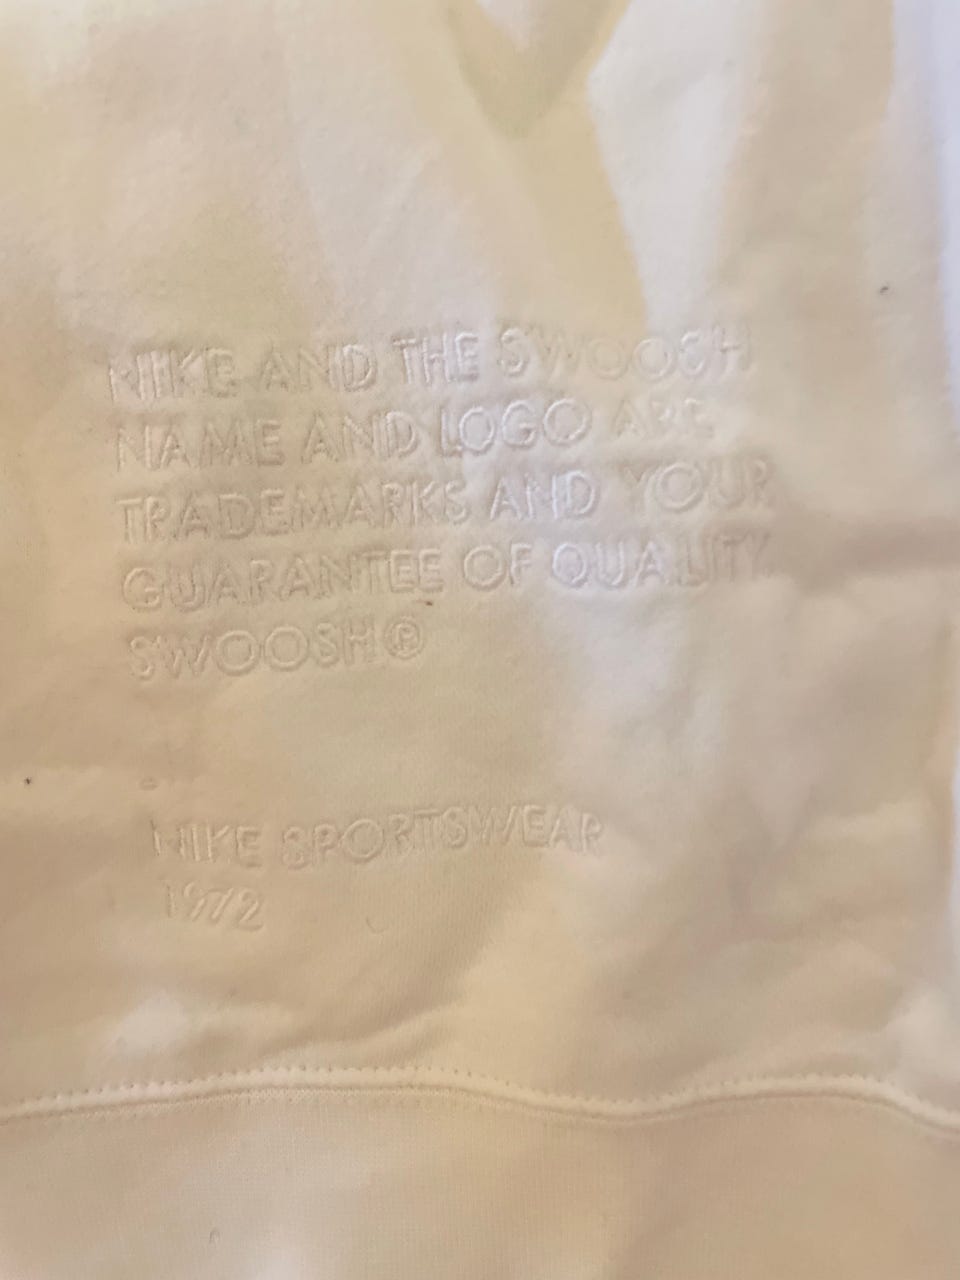 NIKE AND THE SWOOSH
NAME AND LOGO ARE
TRADEMARKS AND YOUR
GUARANTEE OF QUALITY.
SWOOSH®
NIKE SPORTSWEAR
1972